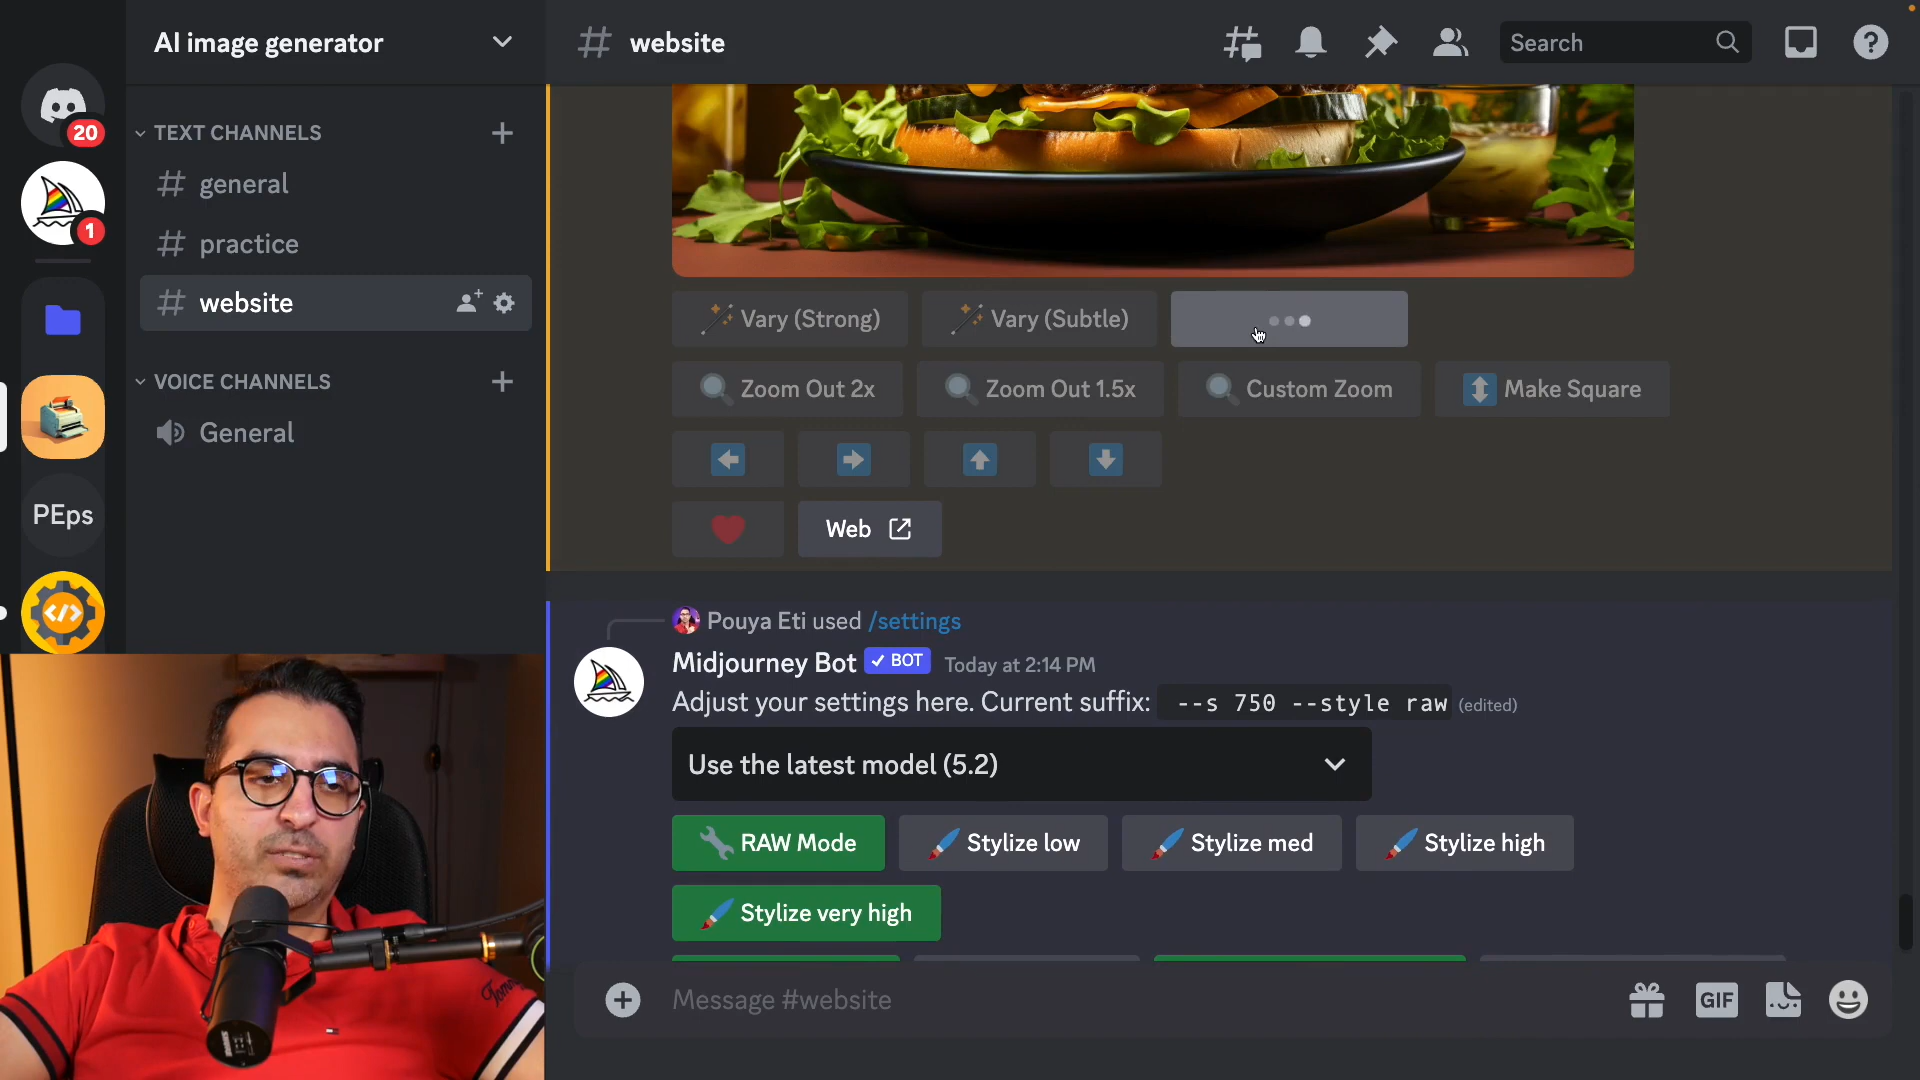 AI image generator
# website
Search
20
TEXT CHANNELS
1
# general
# practice
# website
VOICE CHANNELS
General
PEps
Vary (Strong)
Vary (Subtle)
Zoom Out 2x
Zoom Out 1.5x
Custom Zoom
Make Square
Web
Pouya Eti used /settings
Midjourney Bot ✓ BOT Today at 2:14 PM
Adjust your settings here. Current suffix: --s 750 --style raw (edited)
Use the latest model (5.2)
RAW Mode
Stylize low
Stylize med
Stylize high
Stylize very high
Message #website
GIF